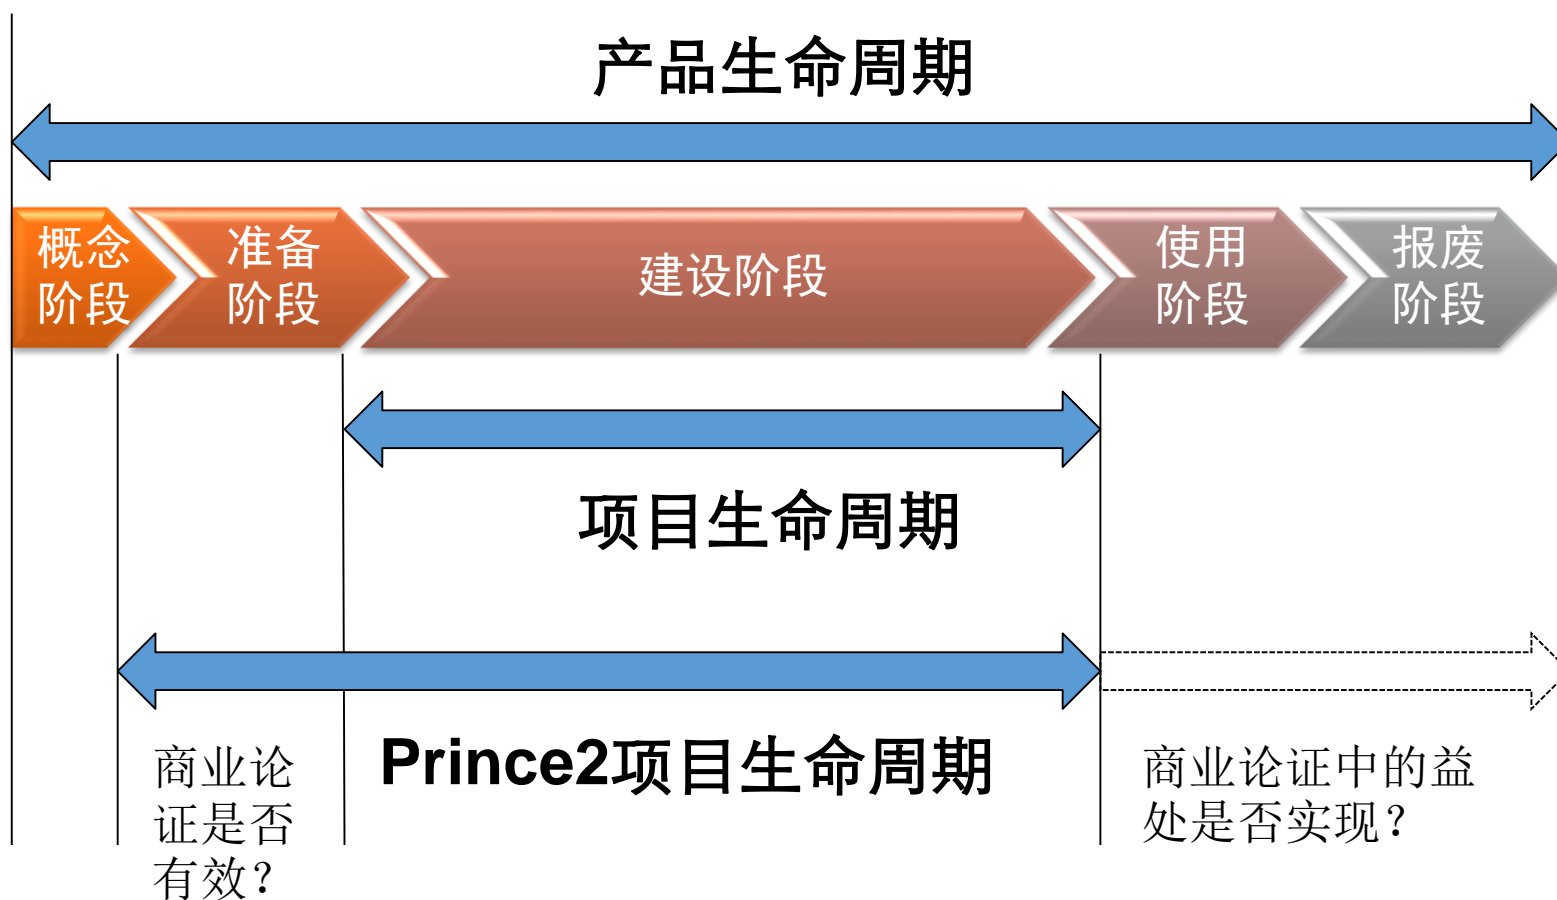 产品生命周期
概念
阶段
准备
阶段
建设阶段
使用
阶段
报废
阶段
项目生命周期
Prince2项目生命周期
商业论
证是否
有效？
商业论证中的益
处是否实现？